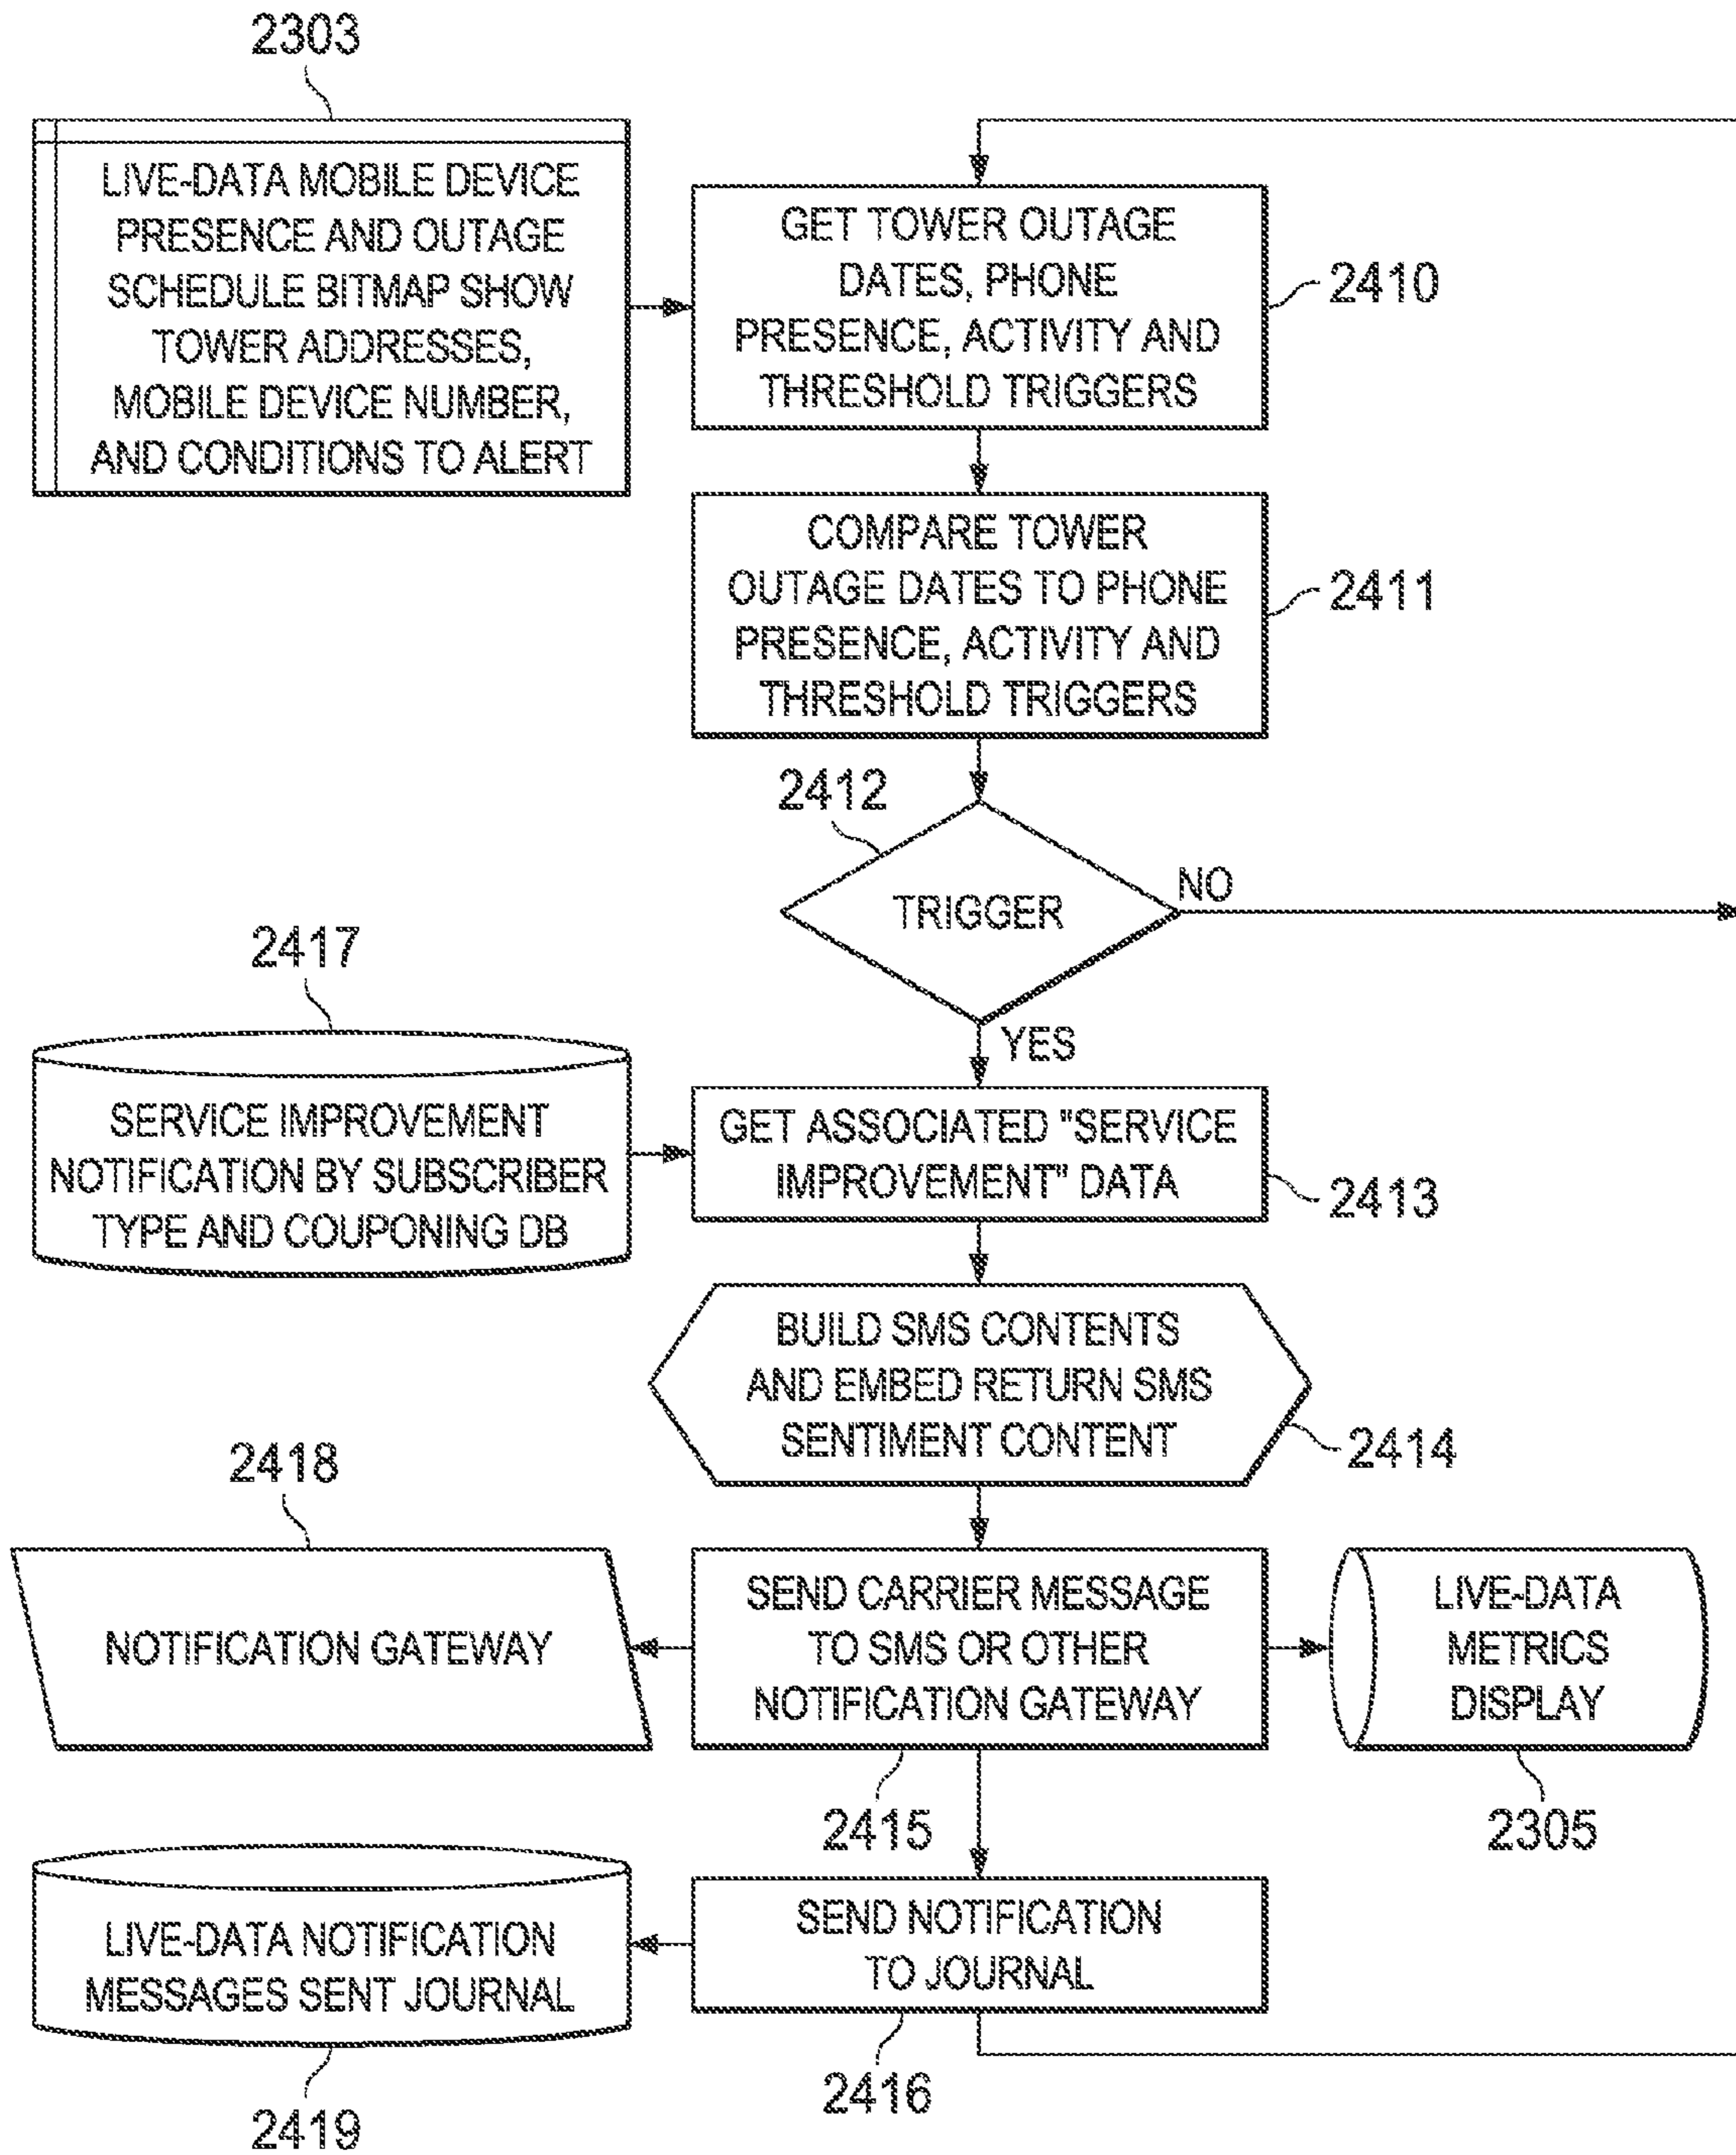 2303
LIVE-DATA MOBILE DEVICE
PRESENCE AND OUTAGE
SCHEDULE BITMAP SHOW
TOWER ADDRESSES,
MOBILE DEVICE NUMBER,
AND CONDITIONS TO ALERT
GET TOWER OUTAGE
DATES, PHONE
PRESENCE, ACTIVITY AND
THRESHOLD TRIGGERS
2410
COMPARE TOWER
OUTAGE DATES TO PHONE
PRESENCE, ACTIVITY AND
THRESHOLD TRIGGERS
2411
2412
TRIGGER
NO
YES
2417
SERVICE IMPROVEMENT
NOTIFICATION BY SUBSCRIBER
TYPE AND COUPONING DB
GET ASSOCIATED "SERVICE
IMPROVEMENT" DATA
2413
BUILD SMS CONTENTS
AND EMBED RETURN SMS
SENTIMENT CONTENT
2414
2418
NOTIFICATION GATEWAY
SEND CARRIER MESSAGE
TO SMS OR OTHER
NOTIFICATION GATEWAY
2415
LIVE-DATA
METRICS
DISPLAY
2305
LIVE-DATA NOTIFICATION
MESSAGES SENT JOURNAL
2419
SEND NOTIFICATION
TO JOURNAL
2416